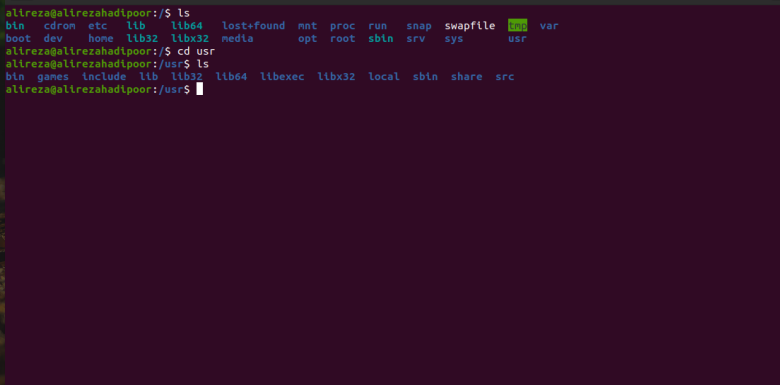 alireza@alirezahadipoor:/$ ls
bin cdrom etc lib lib64 lost+found mnt proc run snap swapfile tmp var
boot dev home lib32 libx32 media opt root sbin srv sys usr
alireza@alirezahadipoor:/$ cd usr
alireza@alirezahadipoor:/usr$ ls
bin games include lib lib32 lib64 libexec libx32 local sbin share src
alireza@alirezahadipoor:/usr$